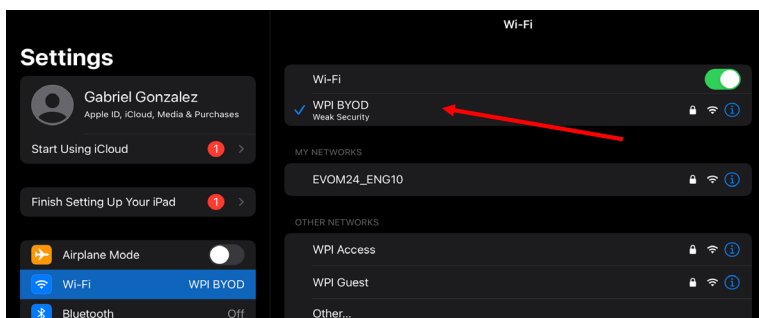 Wi-Fi
Settings
Gabriel Gonzalez
Apple ID, iCloud, Media & Purchases
Start Using iCloud 1
Finish Setting Up Your iPad 1
Airplane Mode
Wi-Fi WPI BYOD
Bluetooth Off
Wi-Fi
WPI BYOD
Weak Security
MY NETWORKS
EVOM24_ENG10
OTHER NETWORKS
WPI Access
WPI Guest
Other...